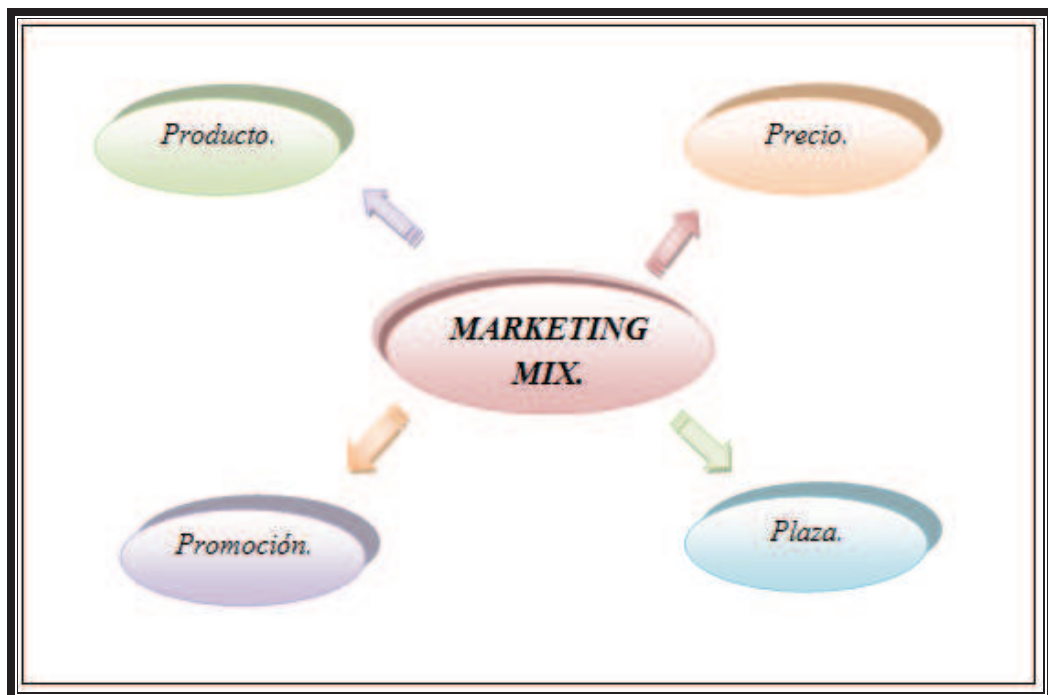 Producto.
Precio.
MARKETING
MIX.
Promoción.
Plaza.